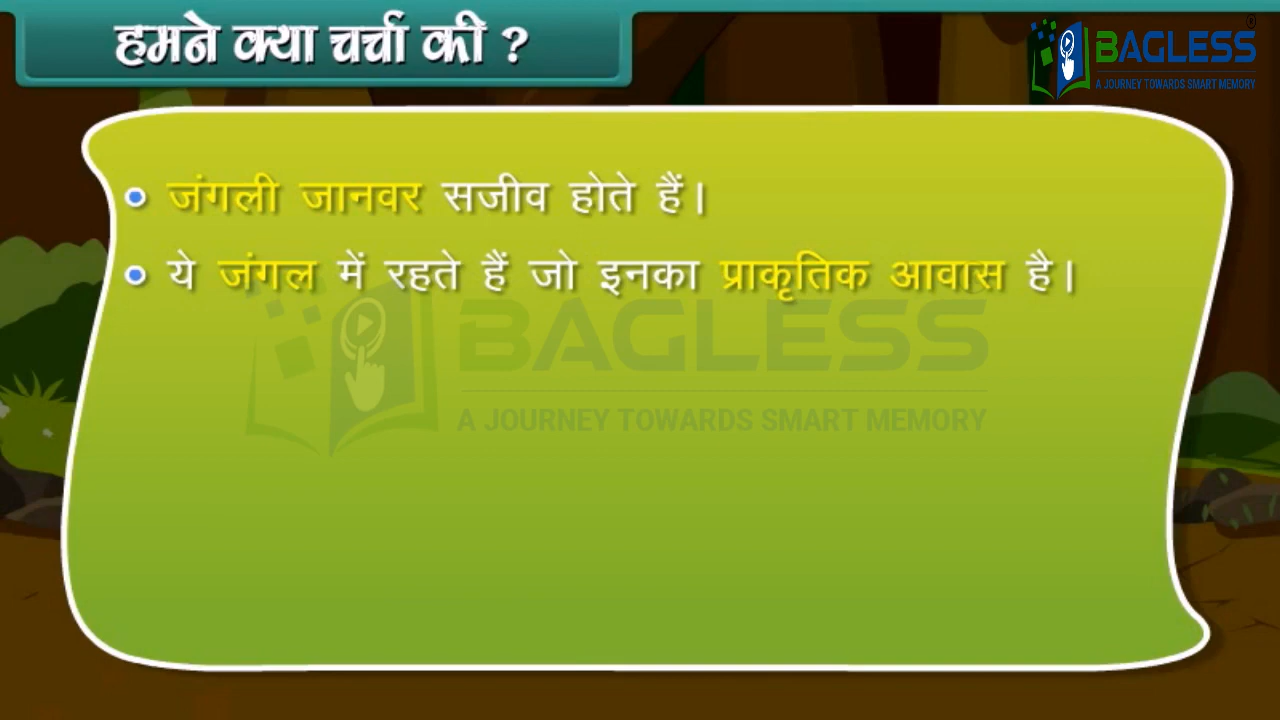 हमने क्या चर्चा की ?
BAGLESS
A JOURNEY TOWARDS SMART MEMORY
जंगली जानवर सजीव होते हैं।
ये जंगल में रहते हैं जो इनका प्राकृतिक आवास है।
BAGLESS
A JOURNEY TOWARDS SMART MEMORY